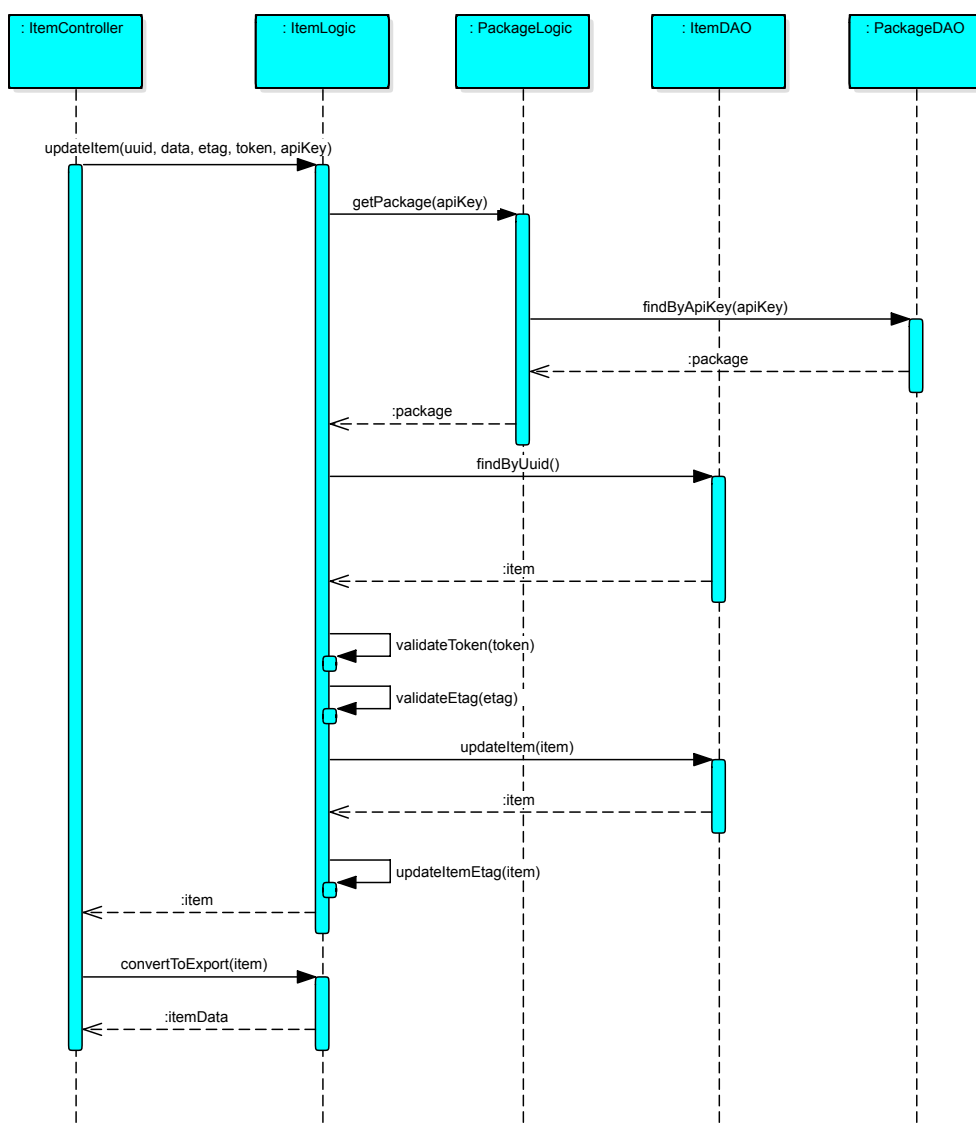 : ItemController
: ItemLogic
: PackageLogic
: ItemDAO
: PackageDAO
updateItem(uuid, data, etag, token, apiKey)
getPackage(apiKey)
findByApiKey(apiKey)
:package
:package
findByUuid()
:item
validateToken(token)
validateEtag(etag)
updateItem(item)
:item
updateItemEtag(item)
:item
convertToExport(item)
:itemData